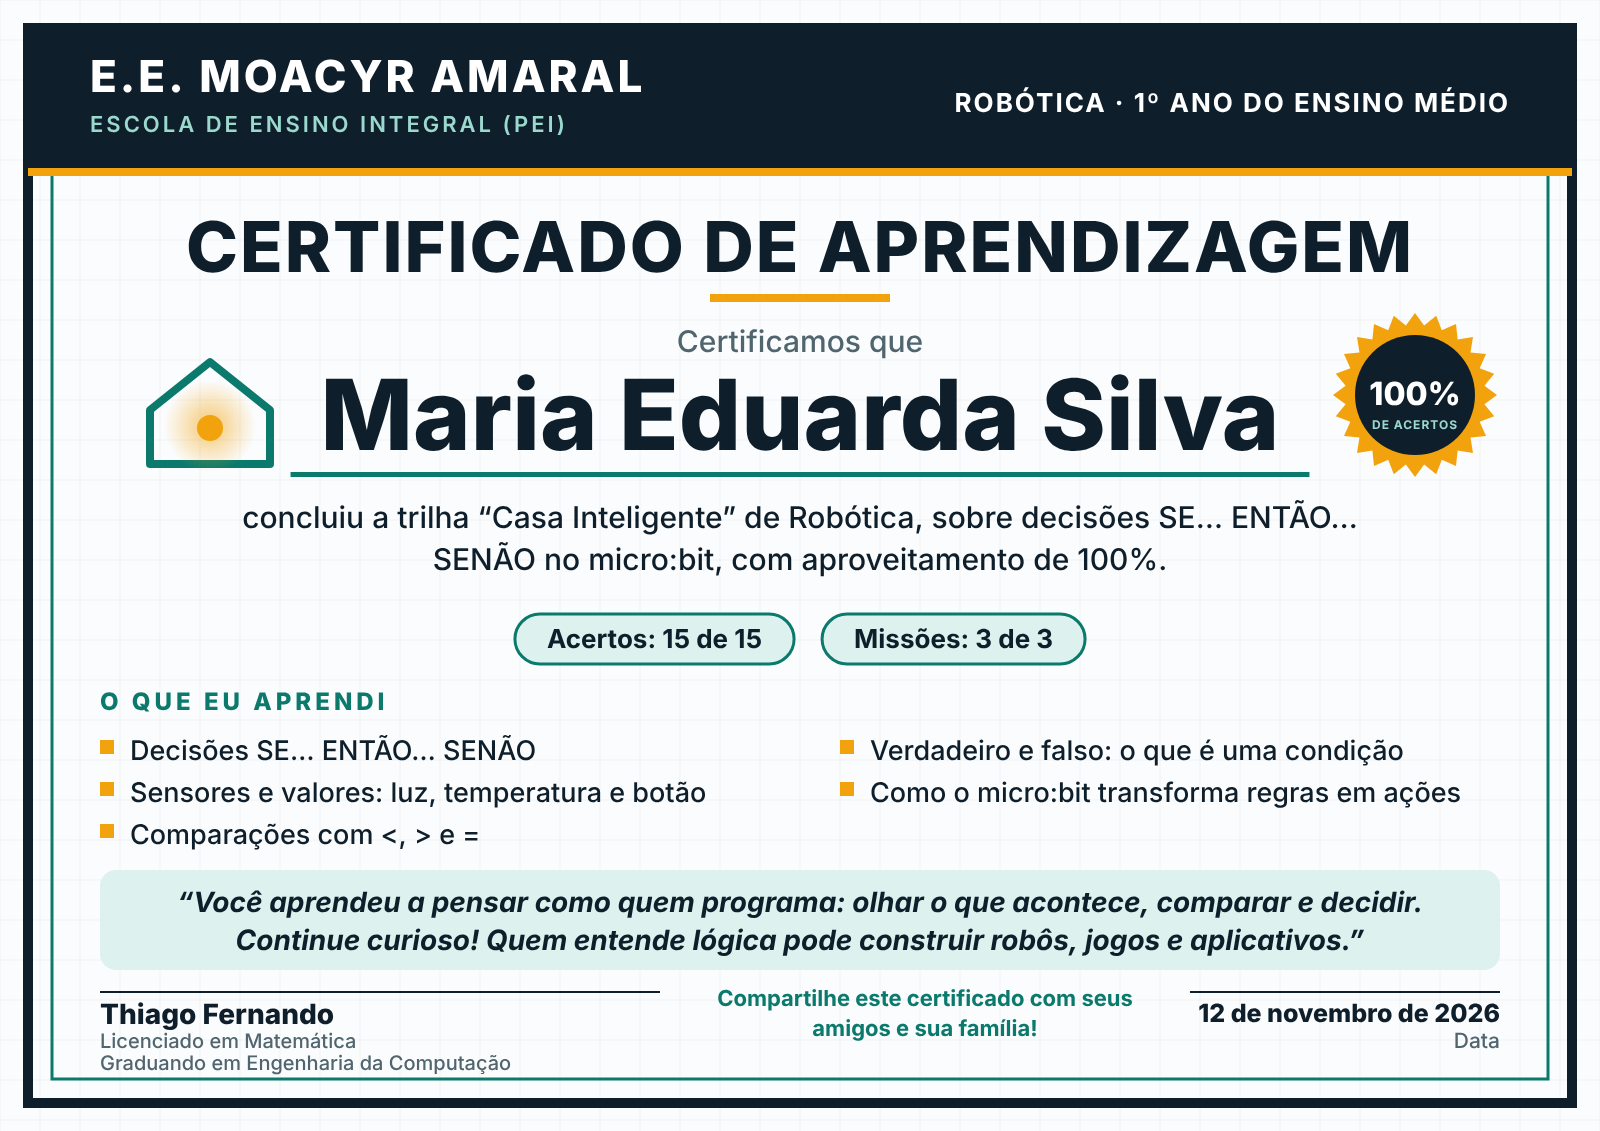 E.E. MOACYR AMARAL
ESCOLA DE ENSINO INTEGRAL (PEI)
ROBÓTICA · 1º ANO DO ENSINO MÉDIO
CERTIFICADO DE APRENDIZAGEM
Certificamos que
Maria Eduarda Silva
100%
DE ACERTOS
concluiu a trilha “Casa Inteligente” de Robótica, sobre decisões SE... ENTÃO...
SENÃO no micro:bit, com aproveitamento de 100%.
Acertos: 15 de 15
Missões: 3 de 3
O QUE EU APRENDI
Decisões SE... ENTÃO... SENÃO
Verdadeiro e falso: o que é uma condição
Sensores e valores: luz, temperatura e botão
Como o micro:bit transforma regras em ações
Comparações com <, > e =
“Você aprendeu a pensar como quem programa: olhar o que acontece, comparar e decidir.
Continue curioso! Quem entende lógica pode construir robôs, jogos e aplicativos.”
Thiago Fernando
Licenciado em Matemática
Graduando em Engenharia da Computação
Compartilhe este certificado com seus
amigos e sua família!
12 de novembro de 2026
Data